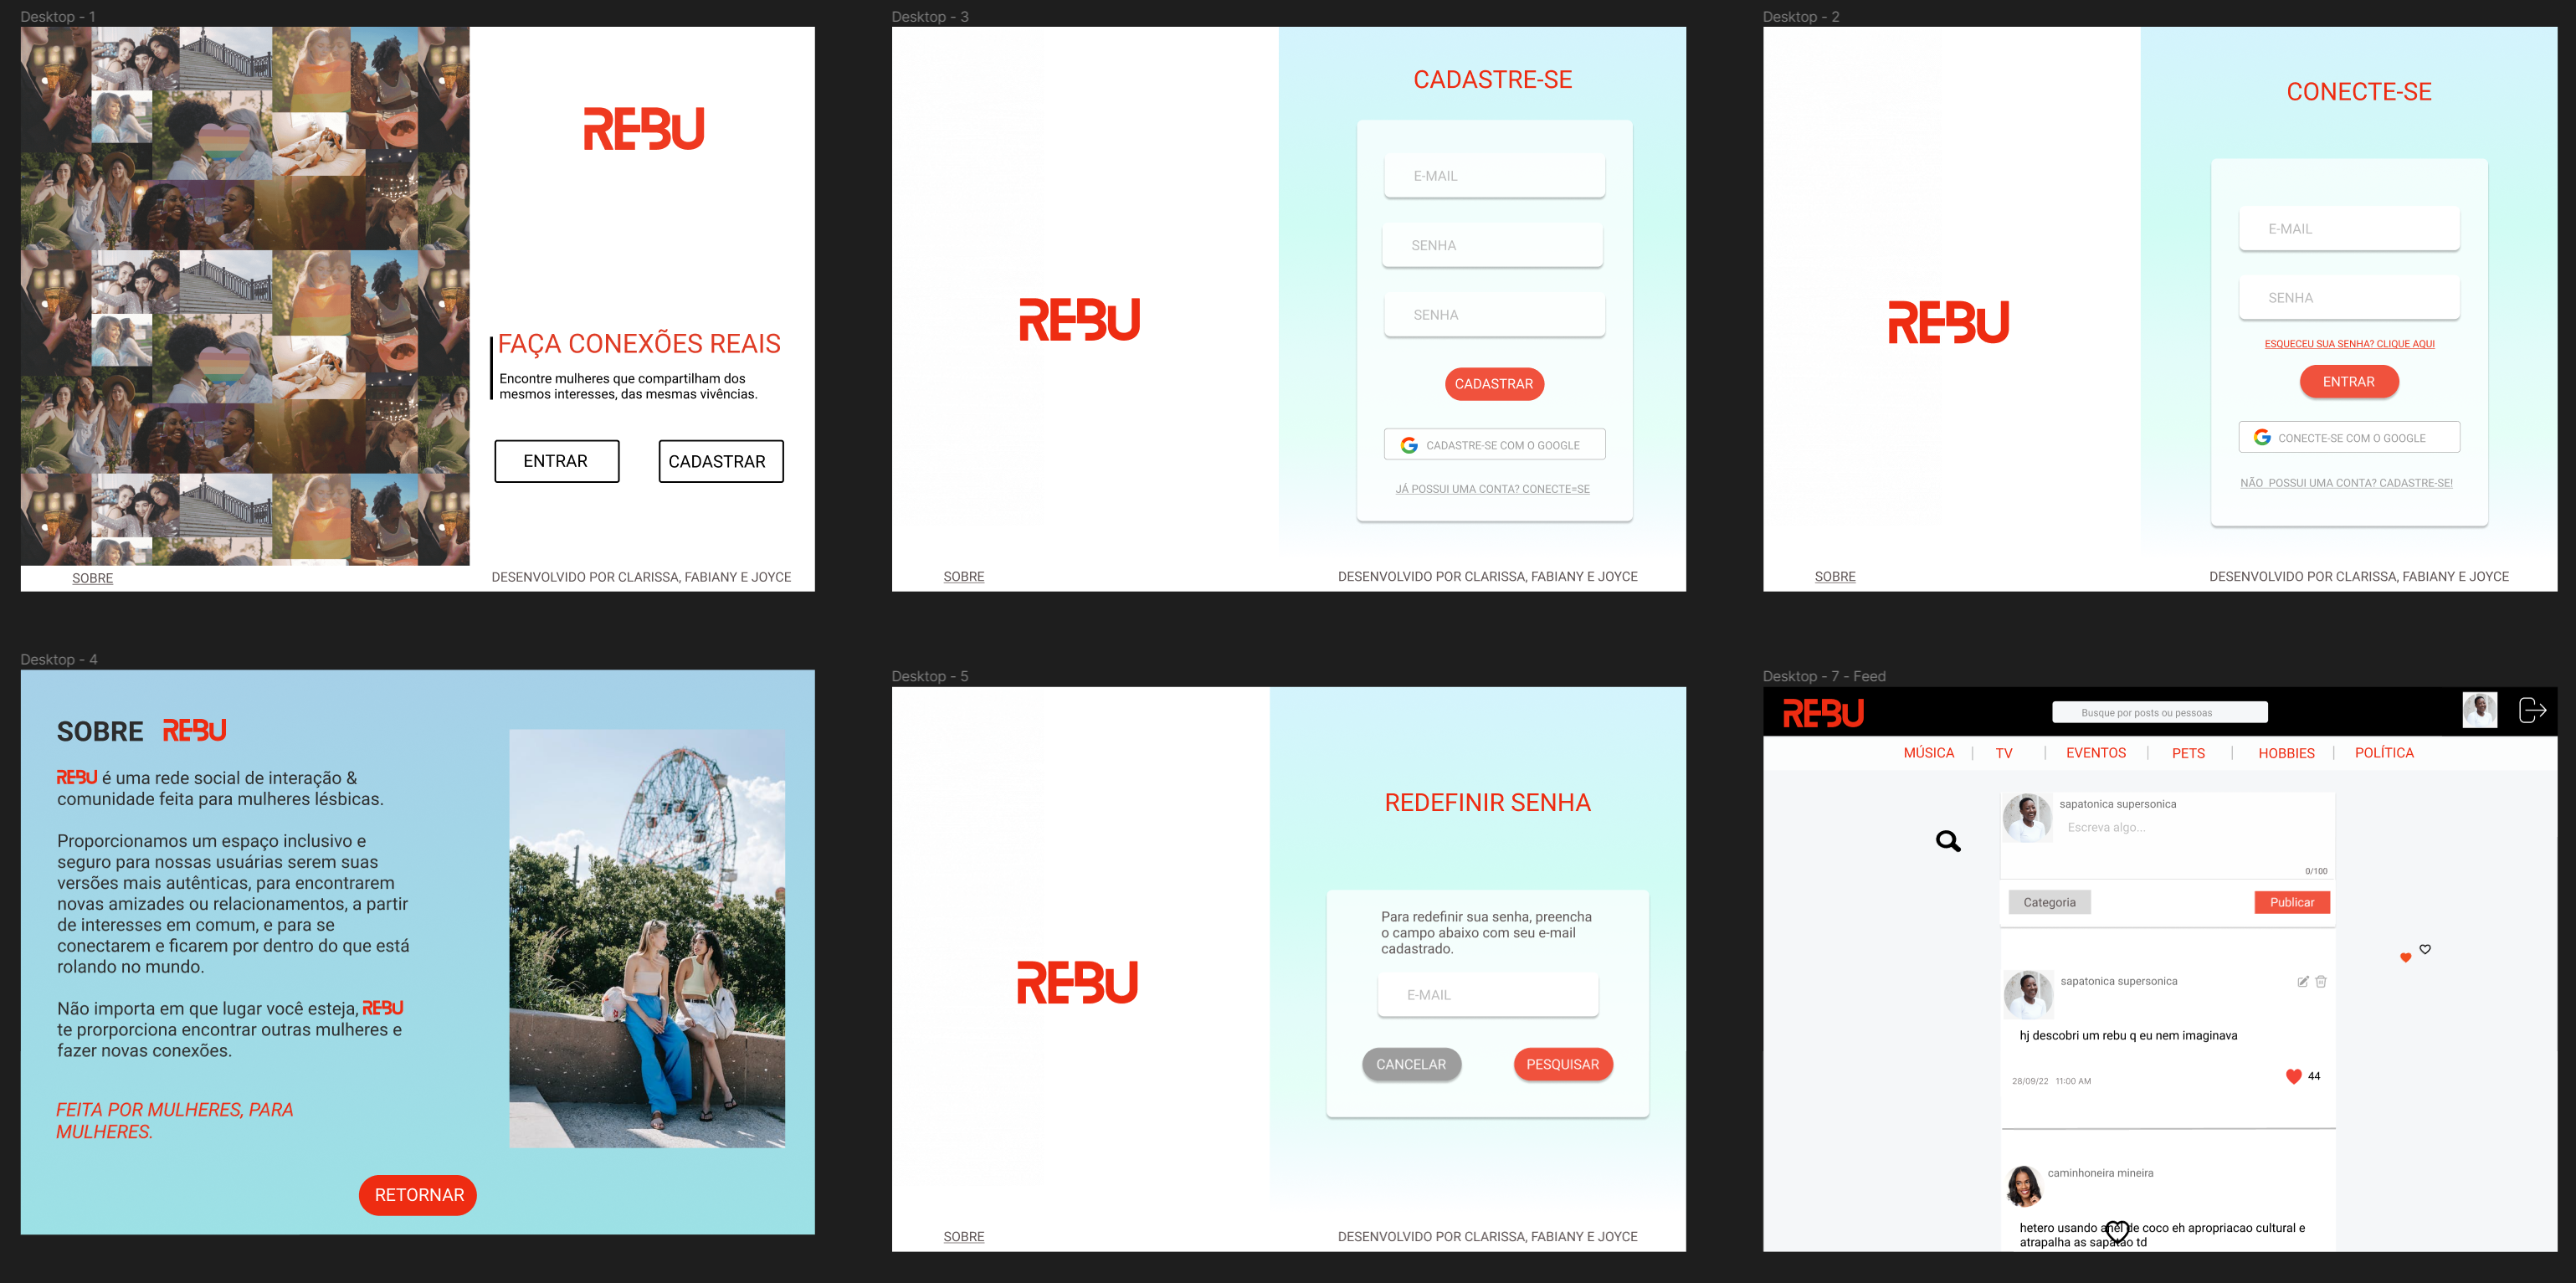 Desktop - 1
REBU
FAÇA CONEXÕES REAIS
Encontre mulheres que compartilham dos
mesmos interesses, das mesmas vivências.
ENTRAR
CADASTRAR
SOBRE
DESENVOLVIDO POR CLARISSA, FABIANY E JOYCE
Desktop - 3
REBU
CADASTRE-SE
E-MAIL
SENHA
SENHA
CADASTRAR
CADASTRE-SE COM O GOOGLE
JÁ POSSUI UMA CONTA? CONECTE=SE
SOBRE
DESENVOLVIDO POR CLARISSA, FABIANY E JOYCE
Desktop - 2
REBU
CONECTE-SE
E-MAIL
SENHA
ESQUECEU SUA SENHA? CLIQUE AQUI
ENTRAR
CONECTE-SE COM O GOOGLE
NÃO POSSUI UMA CONTA? CADASTRE-SE!
SOBRE
DESENVOLVIDO POR CLARISSA, FABIANY E JOYCE
Desktop - 4
SOBRE REBU
REBU é uma rede social de interação &
comunidade feita para mulheres lésbicas.
Proporcionamos um espaço inclusivo e
seguro para nossas usuárias serem suas
versões mais autênticas, para encontrarem
novas amizades ou relacionamentos, a partir
de interesses em comum, e para se
conectarem e ficarem por dentro do que está
rolando no mundo.
Não importa em que lugar você esteja, REBU
te prorporciona encontrar outras mulheres e
fazer novas conexões.
FEITA POR MULHERES, PARA
MULHERES.
RETORNAR
Desktop - 5
REBU
REDEFINIR SENHA
Para redefinir sua senha, preencha
o campo abaixo com seu e-mail
cadastrado.
E-MAIL
CANCELAR
PESQUISAR
SOBRE
DESENVOLVIDO POR CLARISSA, FABIANY E JOYCE
Desktop - 7 - Feed
REBU
Busque por posts ou pessoas
MÚSICA | TV | EVENTOS | PETS | HOBBIES | POLÍTICA
sapatonica supersonica
Escreva algo...
0/100
Categoria
Publicar
sapatonica supersonica
hj descobri um rebu q eu nem imaginava
28/09/22 11:00 AM
44
caminhoneira mineira
hetero usando anel de coco eh apropriacao cultural e
atrapalha as sapatao td